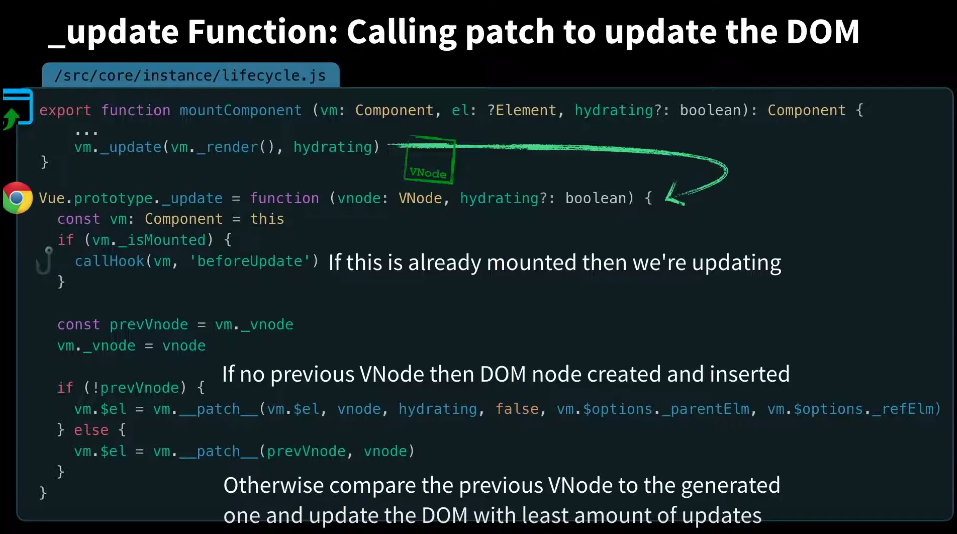 _update Function: Calling patch to update the DOM
/src/core/instance/lifecycle.js
export function mountComponent (vm: Component, el: ?Element, hydrating?: boolean): Component {
...
vm._update(vm._render(), hydrating)
VNode
}
Vue.prototype._update = function (vnode: VNode, hydrating?: boolean) {
const vm: Component = this
if (vm._isMounted) {
callHook(vm, 'beforeUpdate') If this is already mounted then we're updating
}
const prevVnode = vm._vnode
vm._vnode = vnode
If no previous VNode then DOM node created and inserted
if (!prevVnode) {
vm.$el = vm.__patch__(vm.$el, vnode, hydrating, false, vm.$options._parentElm, vm.$options._refElm)
} else {
vm.$el = vm.__patch__(prevVnode, vnode)
}
Otherwise compare the previous VNode to the generated
}
one and update the DOM with least amount of updates